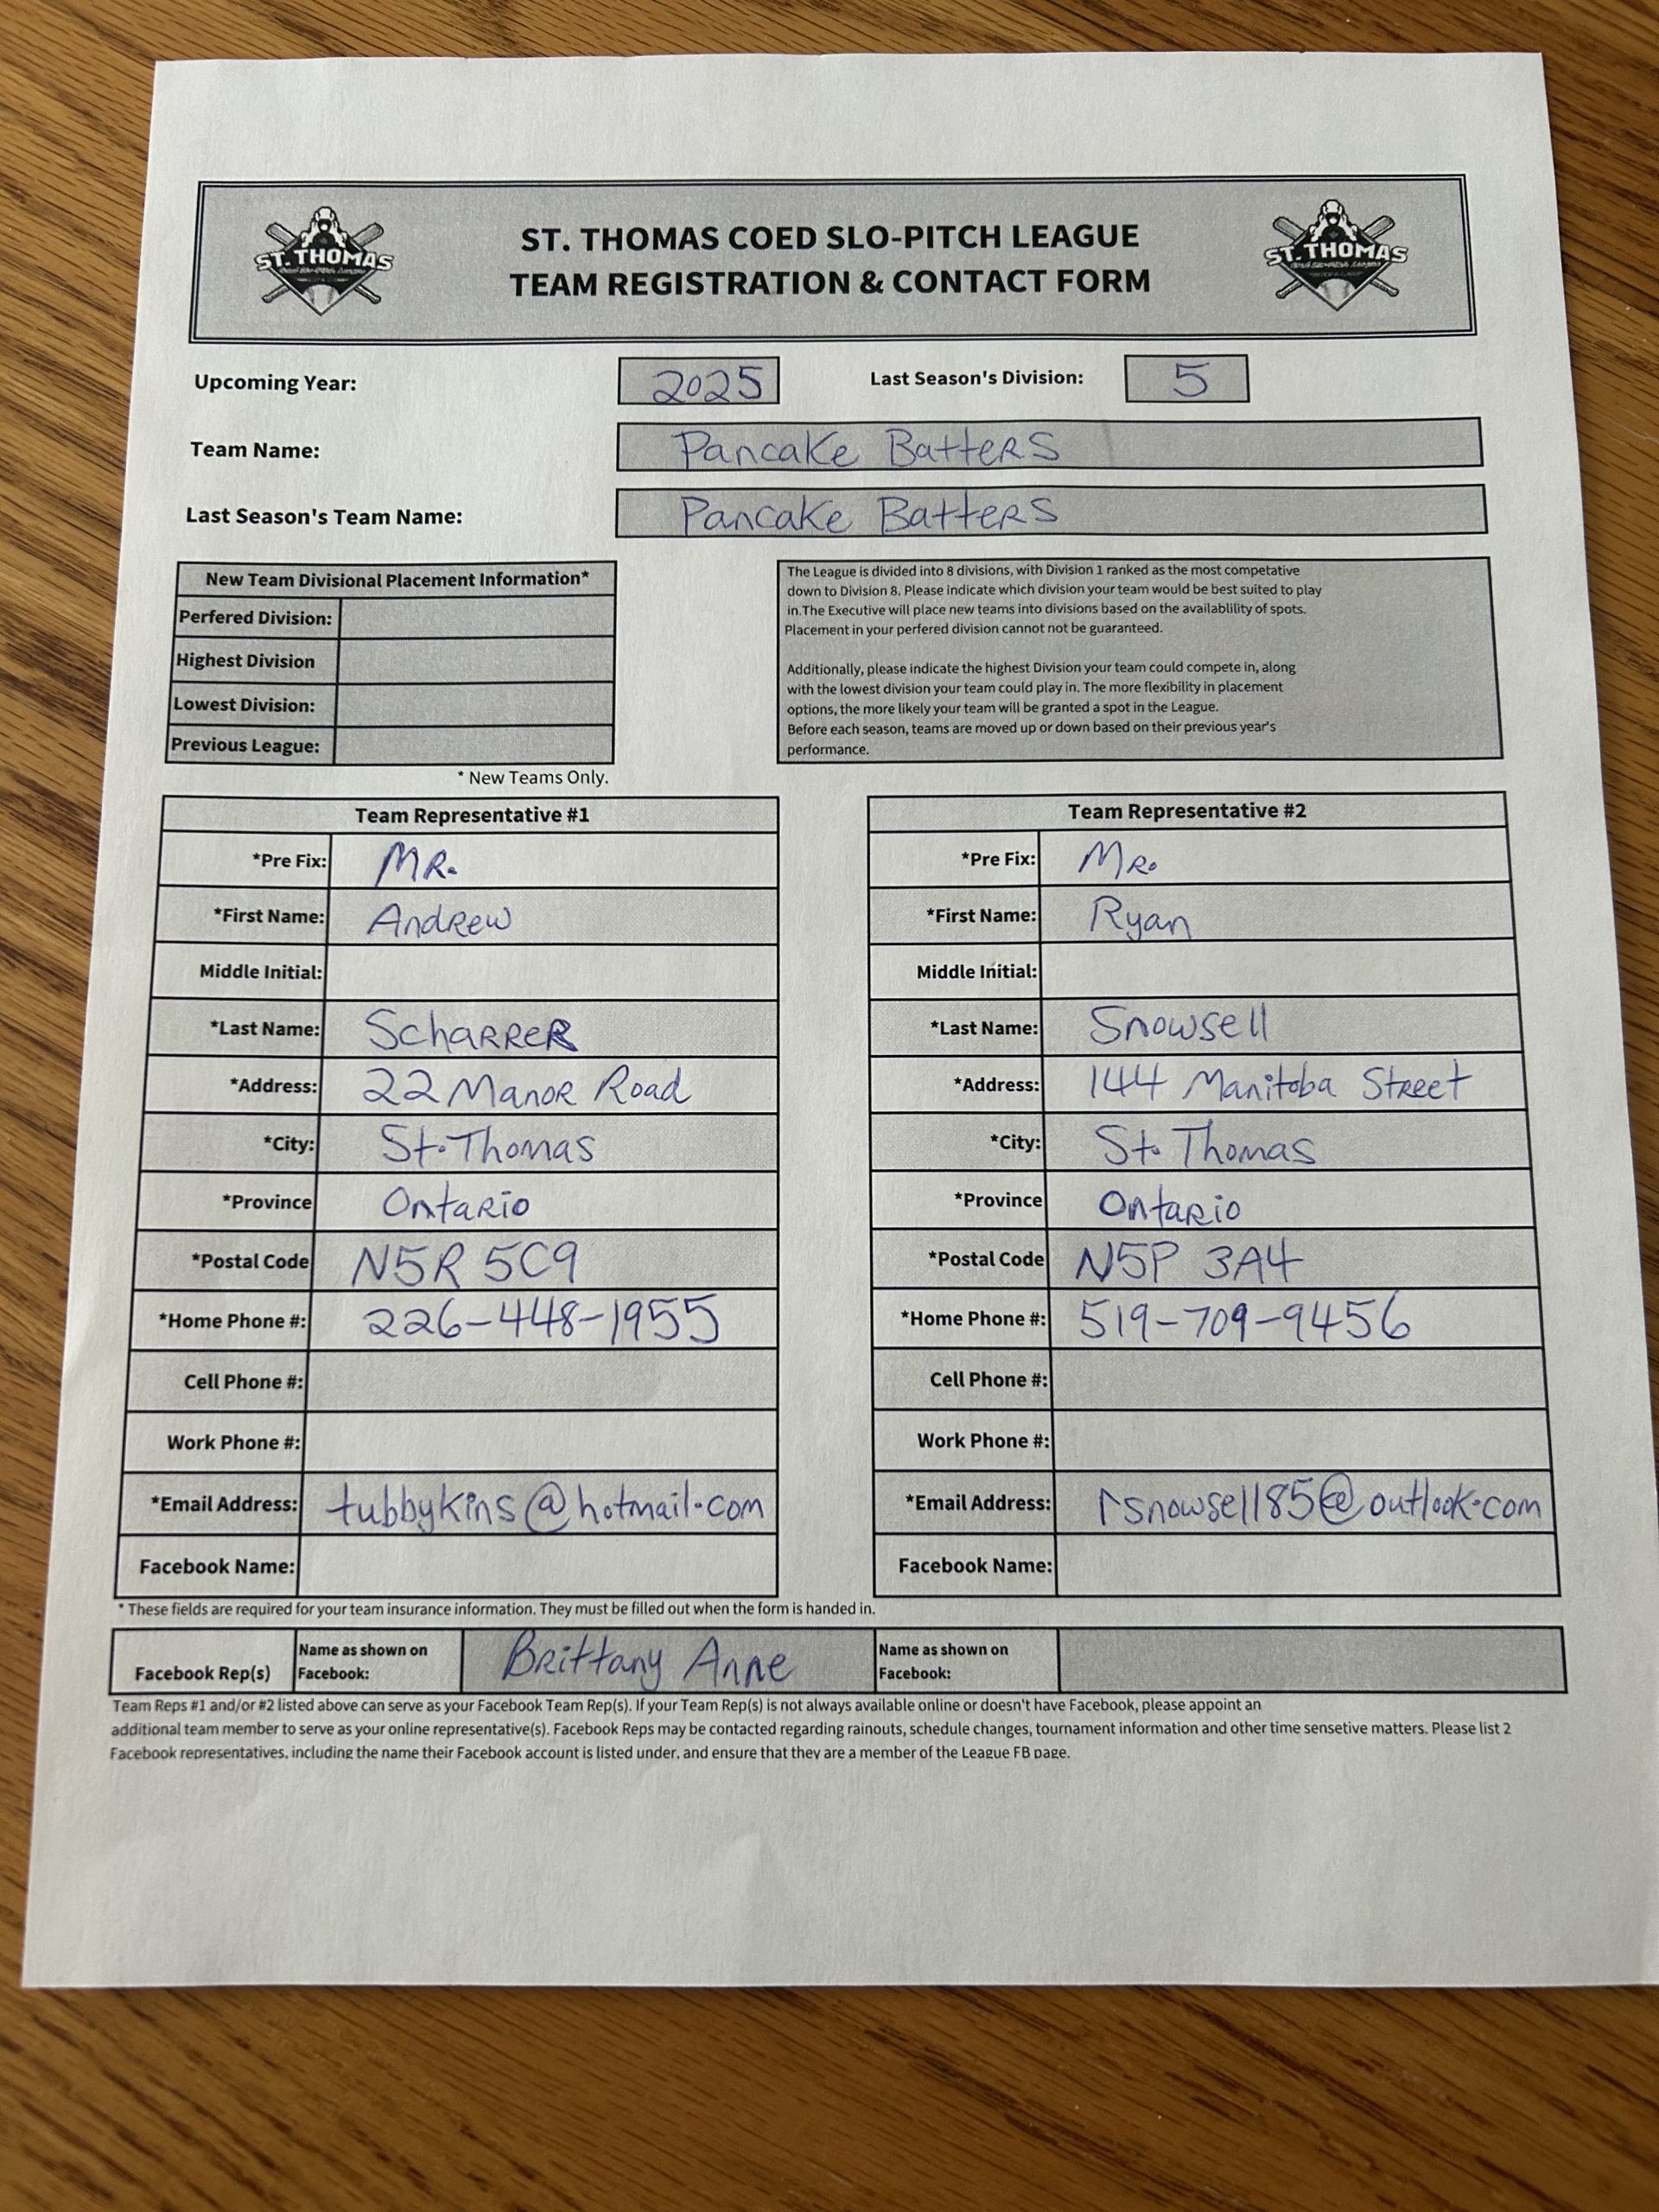 ST. THOMAS
ST. THOMAS COED SLO-PITCH LEAGUE
TEAM REGISTRATION & CONTACT FORM
ST. THOMAS
Upcoming Year: 2025 Last Season's Division: 5
Team Name: Pancake Batters
Last Season's Team Name: Pancake Batters
New Team Divisional Placement Information*
Perfered Division:
Highest Division
Lowest Division:
Previous League:
* New Teams Only.
The League is divided into 8 divisions, with Division 1 ranked as the most competative
down to Division 8. Please indicate which division your team would be best suited to play
in.The Executive will place new teams into divisions based on the availablility of spots.
Placement in your perfered division cannot not be guaranteed.
Additionally, please indicate the highest Division your team could compete in, along
with the lowest division your team could play in. The more flexibility in placement
options, the more likely your team will be granted a spot in the League.
Before each season, teams are moved up or down based on their previous year's
performance.
Team Representative #1
*Pre Fix: MR.
*First Name: Andrew
Middle Initial:
*Last Name: Scharrer
*Address: 22 Manor Road
*City: St. Thomas
*Province Ontario
*Postal Code N5R 5C9
*Home Phone #: 226-448-1955
Cell Phone #:
Work Phone #:
*Email Address: tubbykins@hotmail.com
Facebook Name:
Team Representative #2
*Pre Fix: MR.
*First Name: Ryan
Middle Initial:
*Last Name: Snowsell
*Address: 144 Manitoba Street
*City: St. Thomas
*Province Ontario
*Postal Code N5P 3A4
*Home Phone #: 519-709-9456
Cell Phone #:
Work Phone #:
*Email Address: rsnowsell85@outlook.com
Facebook Name:
* These fields are required for your team insurance information. They must be filled out when the form is handed in.
Facebook Rep(s) Name as shown on Facebook: Brittany Anne Name as shown on Facebook:
Team Reps #1 and/or #2 listed above can serve as your Facebook Team Rep(s). If your Team Rep(s) is not always available online or doesn't have Facebook, please appoint an
additional team member to serve as your online representative(s). Facebook Reps may be contacted regarding rainouts, schedule changes, tournament information and other time sensetive matters. Please list 2
Facebook representatives, including the name their Facebook account is listed under, and ensure that they are a member of the League FB page.